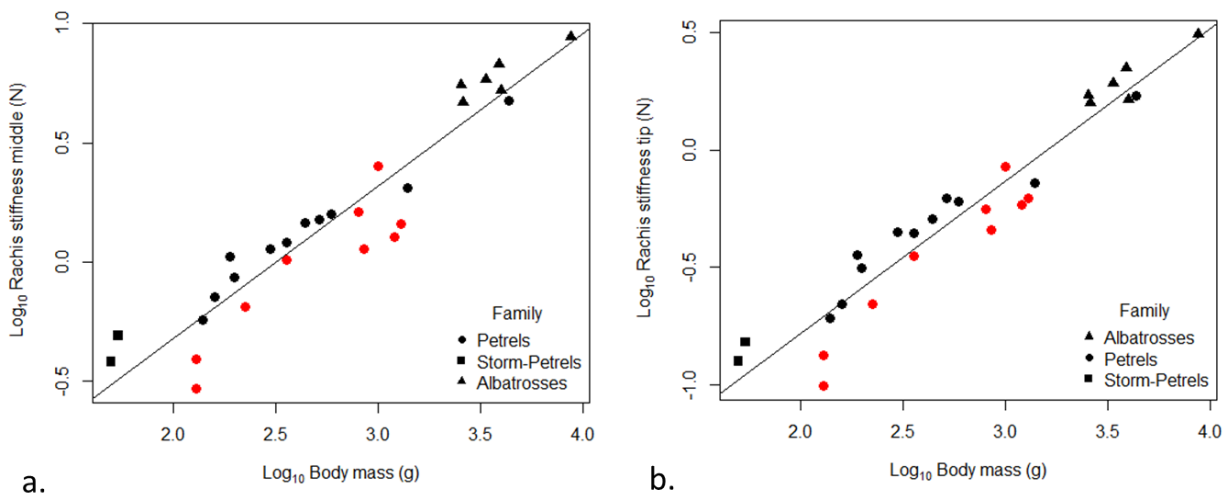 Log10 Rachis stiffness middle (N)
1.0
0.5
0.0
-0.5
Family
Petrels
Storm-Petrels
Albatrosses
2.0 2.5 3.0 3.5 4.0
Log10 Body mass (g)
a.
Log10 Rachis stiffness tip (N)
0.5
0.0
-0.5
-1.0
Family
Albatrosses
Petrels
Storm-Petrels
2.0 2.5 3.0 3.5 4.0
Log10 Body mass (g)
b.